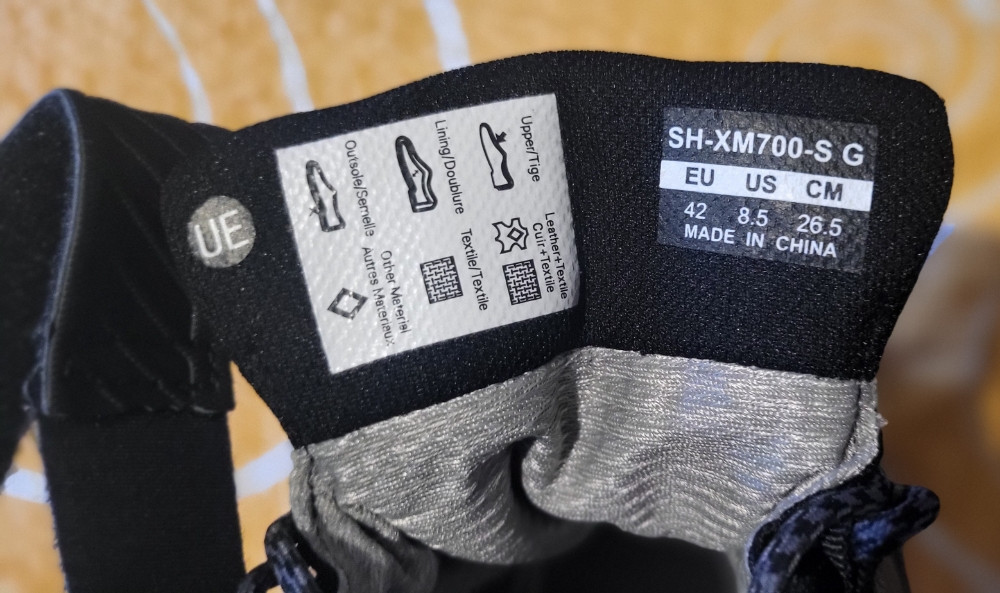 UE
Upper/Tige
Leather+Textile
Cuir+Textile
Lining/Doublure
Textile/Textile
Outsole/Semelle
Other Material
Autres Materieux
SH-XM700-S G
EU US CM
42 8.5 26.5
MADE IN CHINA